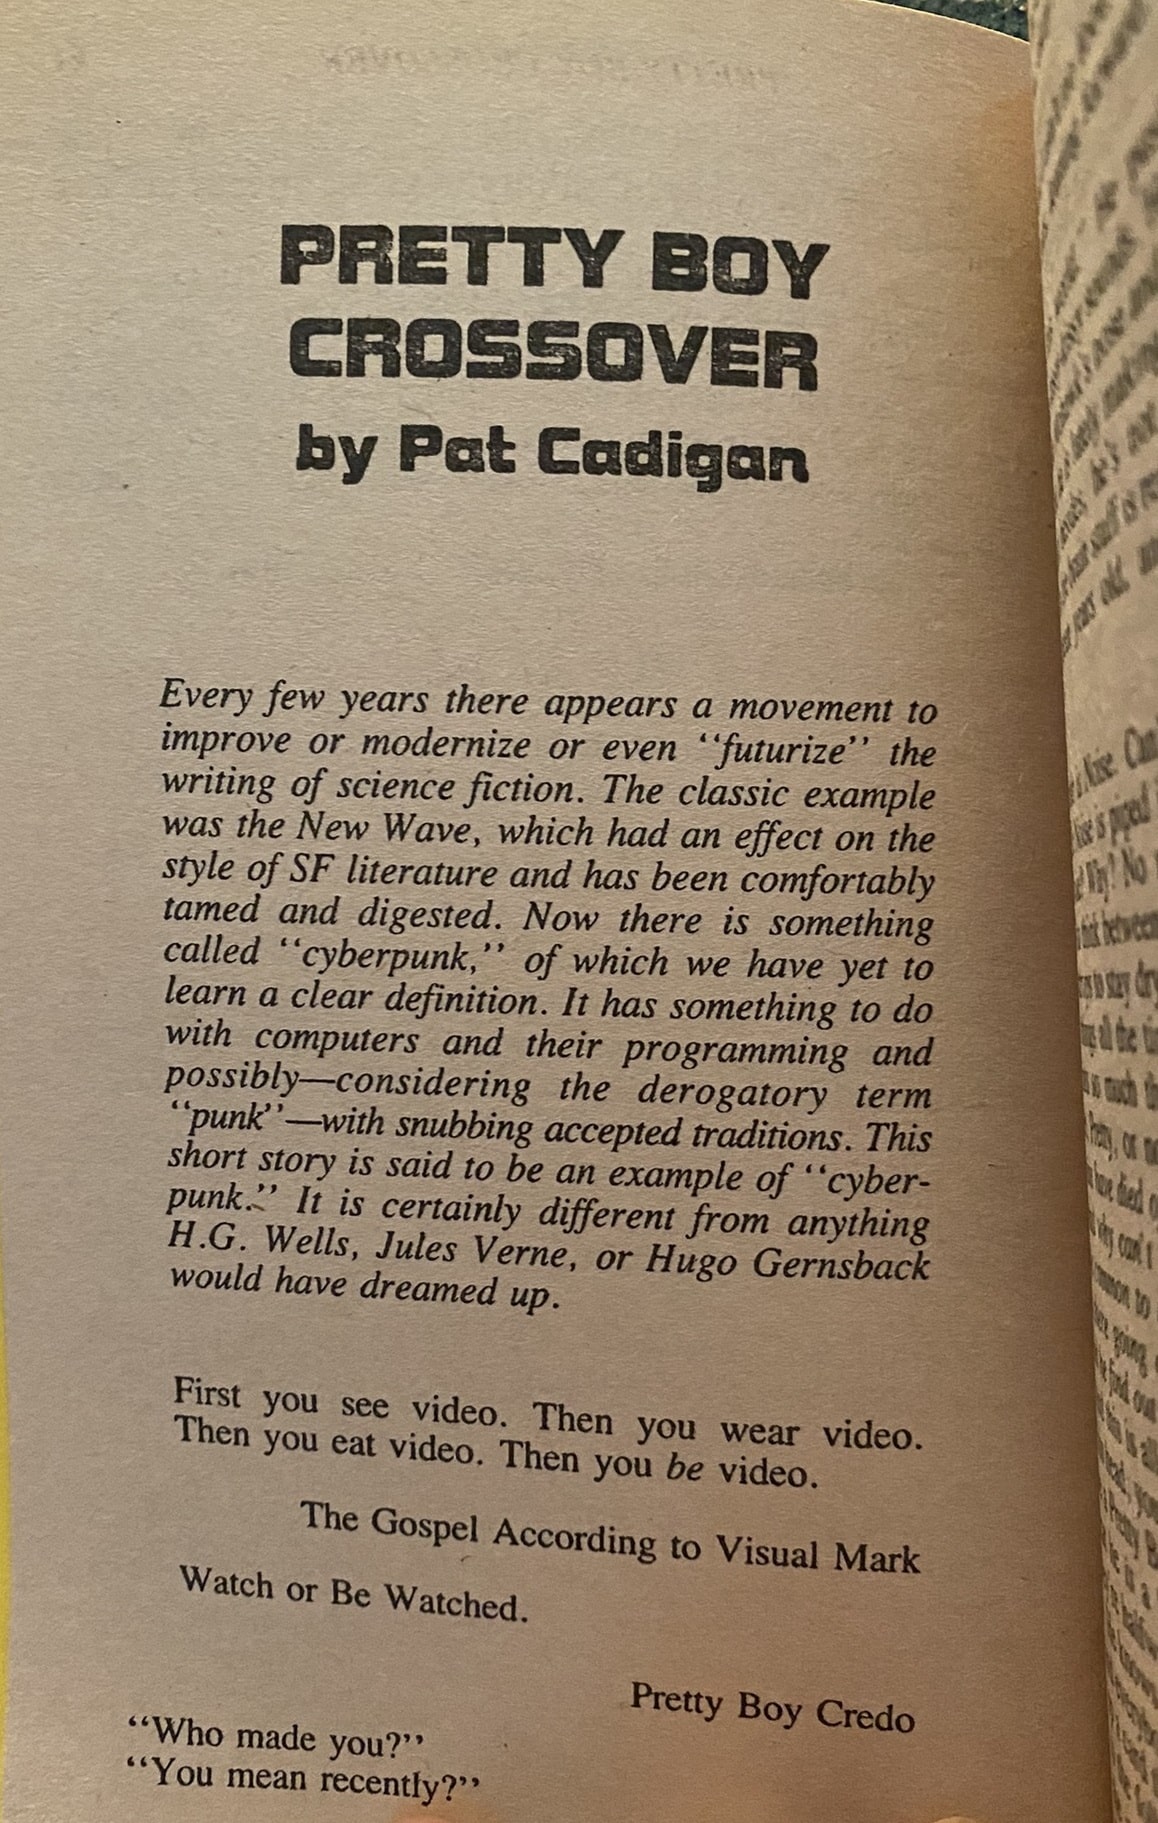 PRETTY BOY
CROSSOVER
by Pat Cadigan
Every few years there appears a movement to
improve or modernize or even ‘‘futurize’’ the
writing of science fiction. The classic example
was the New Wave, which had an effect on the
style of SF literature and has been comfortably
tamed and digested. Now there is something
called ‘‘cyberpunk,’’ of which we have yet to
learn a clear definition. It has something to do
with computers and their programming and
possibly—considering the derogatory term
‘‘punk’’—with snubbing accepted traditions. This
short story is said to be an example of ‘‘cyber-
punk.’’ It is certainly different from anything
H.G. Wells, Jules Verne, or Hugo Gernsback
would have dreamed up.
First you see video. Then you wear video.
Then you eat video. Then you be video.
The Gospel According to Visual Mark
Watch or Be Watched.
Pretty Boy Credo
‘‘Who made you?’’
‘‘You mean recently?’’